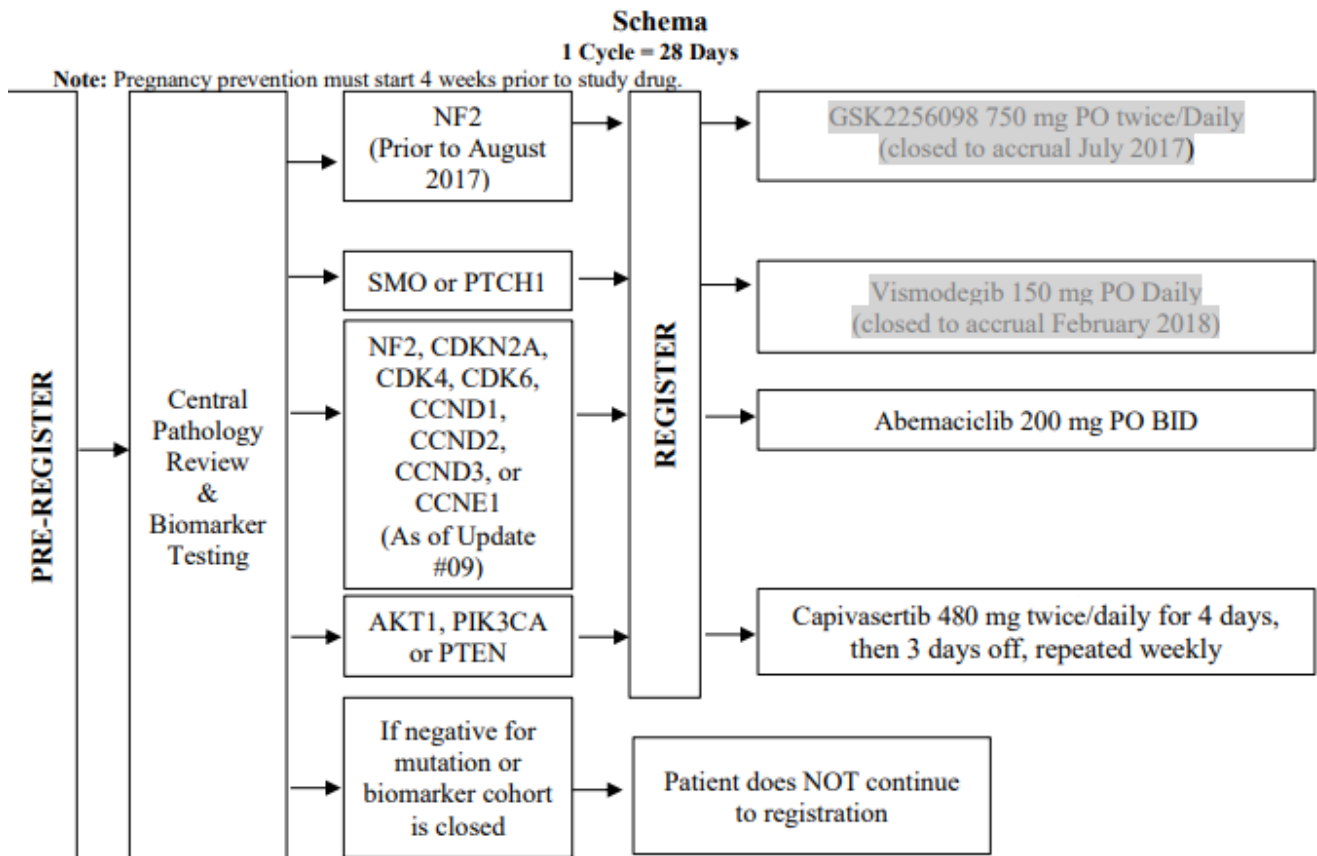 Schema
1 Cycle = 28 Days
Note: Pregnancy prevention must start 4 weeks prior to study drug.
PRE-REGISTER
Central
Pathology
Review
&
Biomarker
Testing
NF2
(Prior to August
2017)
SMO or PTCH1
NF2, CDKN2A,
CDK4, CDK6,
CCND1,
CCND2,
CCND3, or
CCNE1
(As of Update
#09)
AKT1, PIK3CA
or PTEN
If negative for
mutation or
biomarker cohort
is closed
REGISTER
GSK2256098 750 mg PO twice/Daily
(closed to accrual July 2017)
Vismodegib 150 mg PO Daily
(closed to accrual February 2018)
Abemaciclib 200 mg PO BID
Capivasertib 480 mg twice/daily for 4 days,
then 3 days off, repeated weekly
Patient does NOT continue
to registration